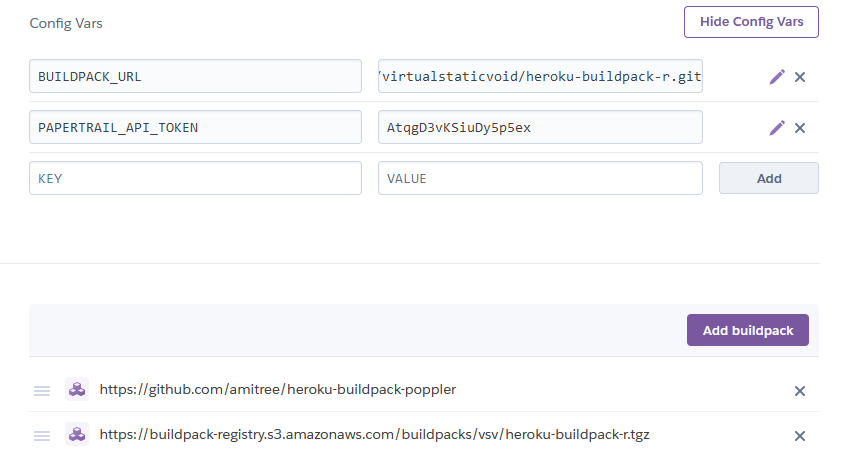 Config Vars
Hide Config Vars
BUILDPACK_URL
/virtualstaticvoid/heroku-buildpack-r.git
PAPERTRAIL_API_TOKEN
AtqgD3vKSiuDy5p5ex
KEY
VALUE
Add
Add buildpack
https://github.com/amitree/heroku-buildpack-poppler
https://buildpack-registry.s3.amazonaws.com/buildpacks/vsv/heroku-buildpack-r.tgz